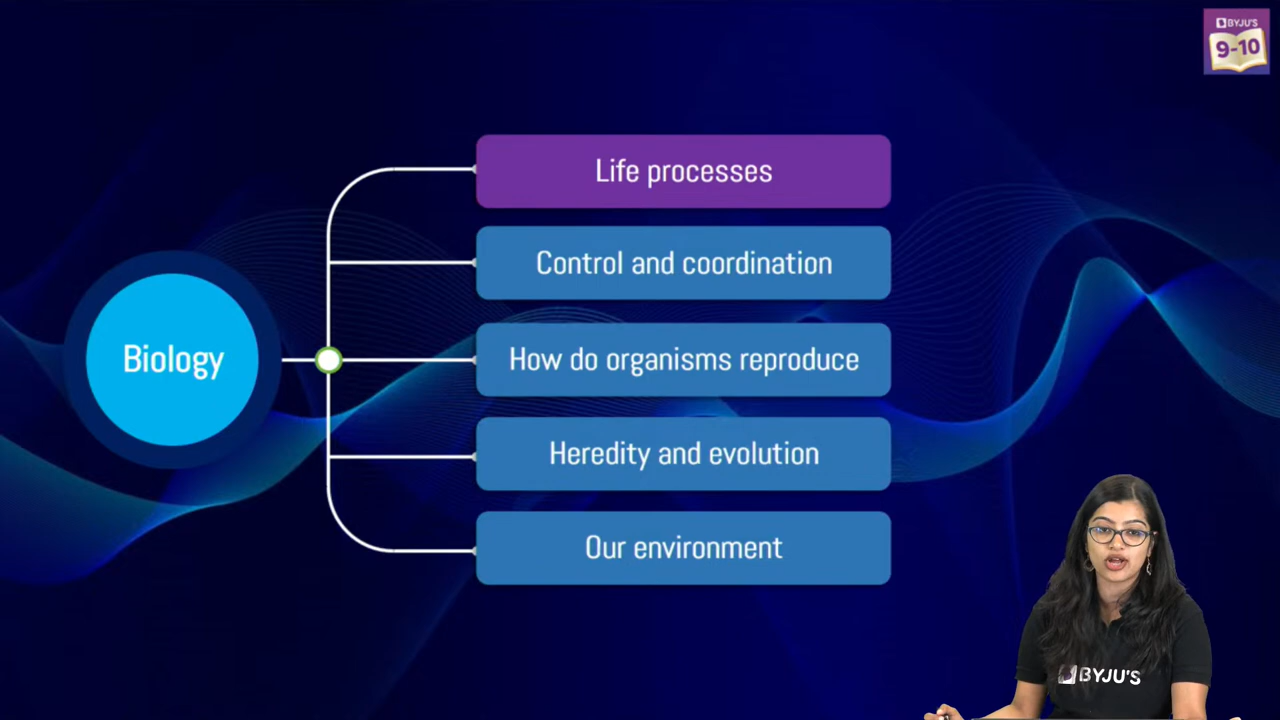 BYJU'S
9-10
Life processes
Control and coordination
Biology
How do organisms reproduce
Heredity and evolution
Our environment
BYJU'S